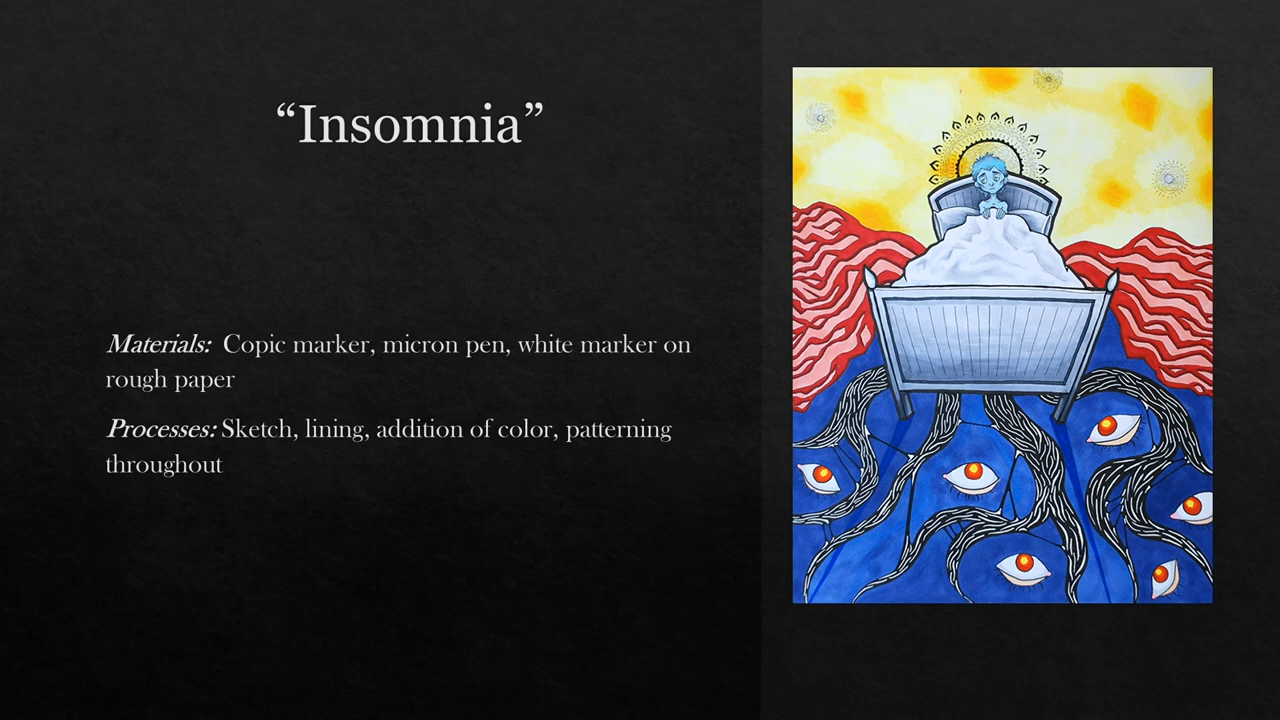 “Insomnia”
Materials: Copic marker, micron pen, white marker on
rough paper
Processes: Sketch, lining, addition of color, patterning
throughout